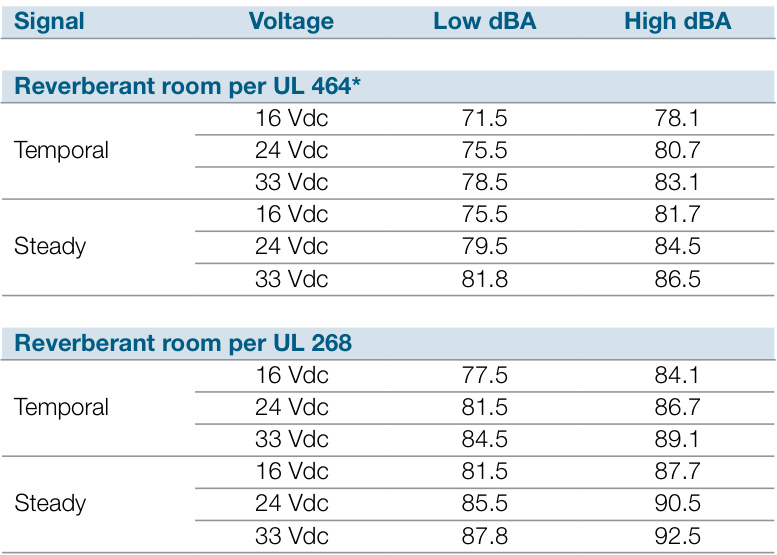 Signal Voltage Low dBA High dBA
Reverberant room per UL 464*
16 Vdc 71.5 78.1
Temporal 24 Vdc 75.5 80.7
33 Vdc 78.5 83.1
16 Vdc 75.5 81.7
Steady 24 Vdc 79.5 84.5
33 Vdc 81.8 86.5
Reverberant room per UL 268
16 Vdc 77.5 84.1
Temporal 24 Vdc 81.5 86.7
33 Vdc 84.5 89.1
16 Vdc 81.5 87.7
Steady 24 Vdc 85.5 90.5
33 Vdc 87.8 92.5